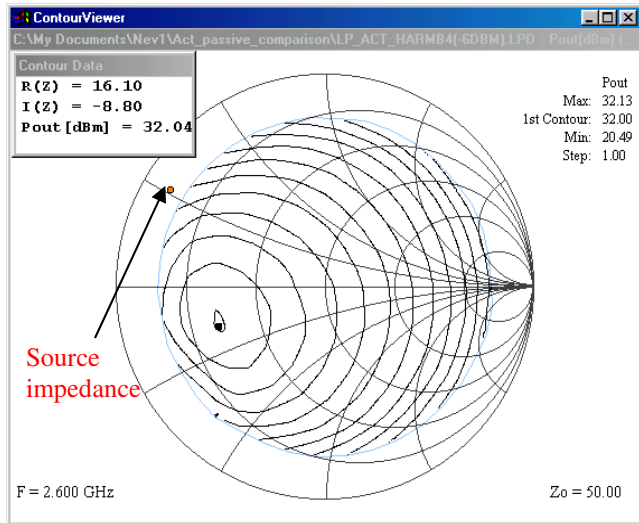 ContourViewer
C:\My Documents\Nev1\Act_passive_comparison\LP_ACT_HARMB4(-6DBM).LPD - Pout[dBm] (...
Contour Data
R(Z) = 16.10
I(Z) = -8.80
Pout[dBm] = 32.04
Pout
Max: 32.13
1st Contour: 32.00
Min: 20.49
Step: 1.00
Source
impedance
F = 2.600 GHz
Zo = 50.00